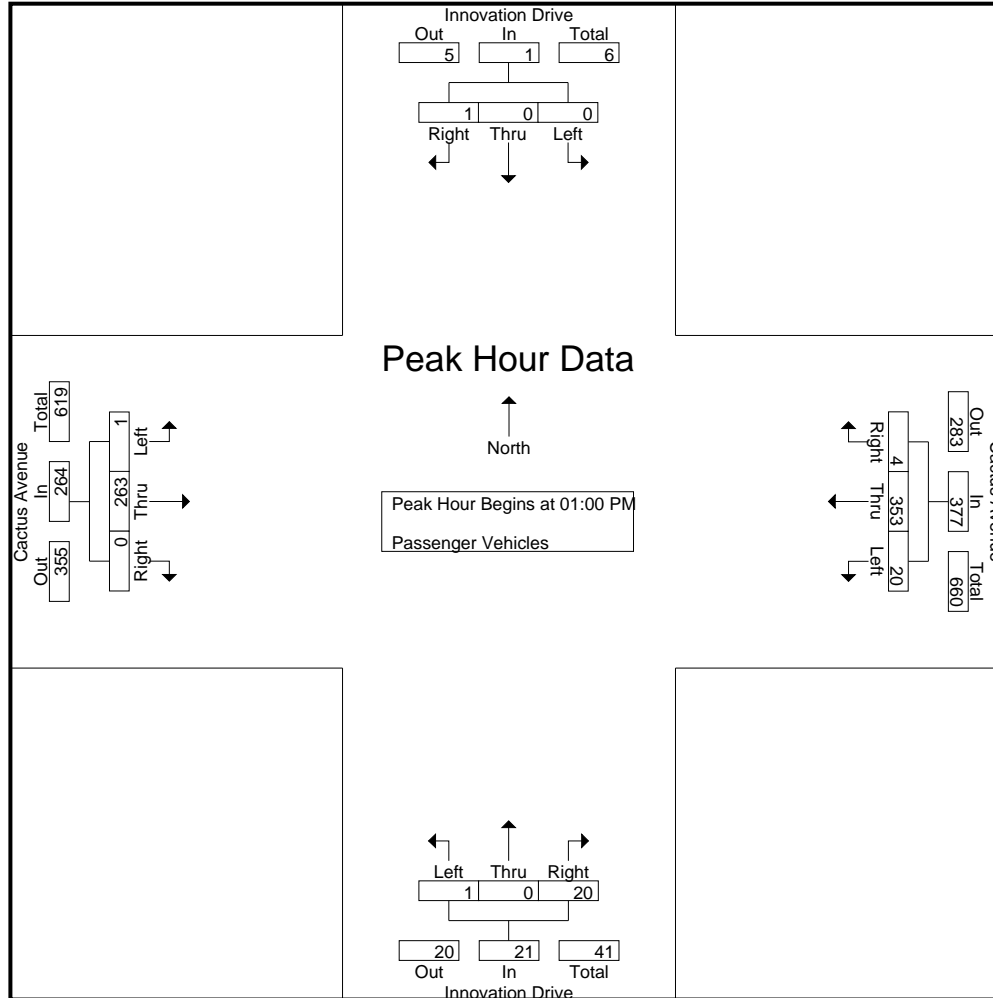 Innovation Drive
Out In Total
5 1 6
1 0 0
Right Thru Left
Peak Hour Data
North
Peak Hour Begins at 01:00 PM
Passenger Vehicles
Cactus Avenue
Out In Total
355 264 619
Left Thru Right
1 263 0
Out In Total
283 377 660
Right Thru Left
4 353 20
Left Thru Right
1 0 20
20 21 41
Out In Total
Innovation Drive